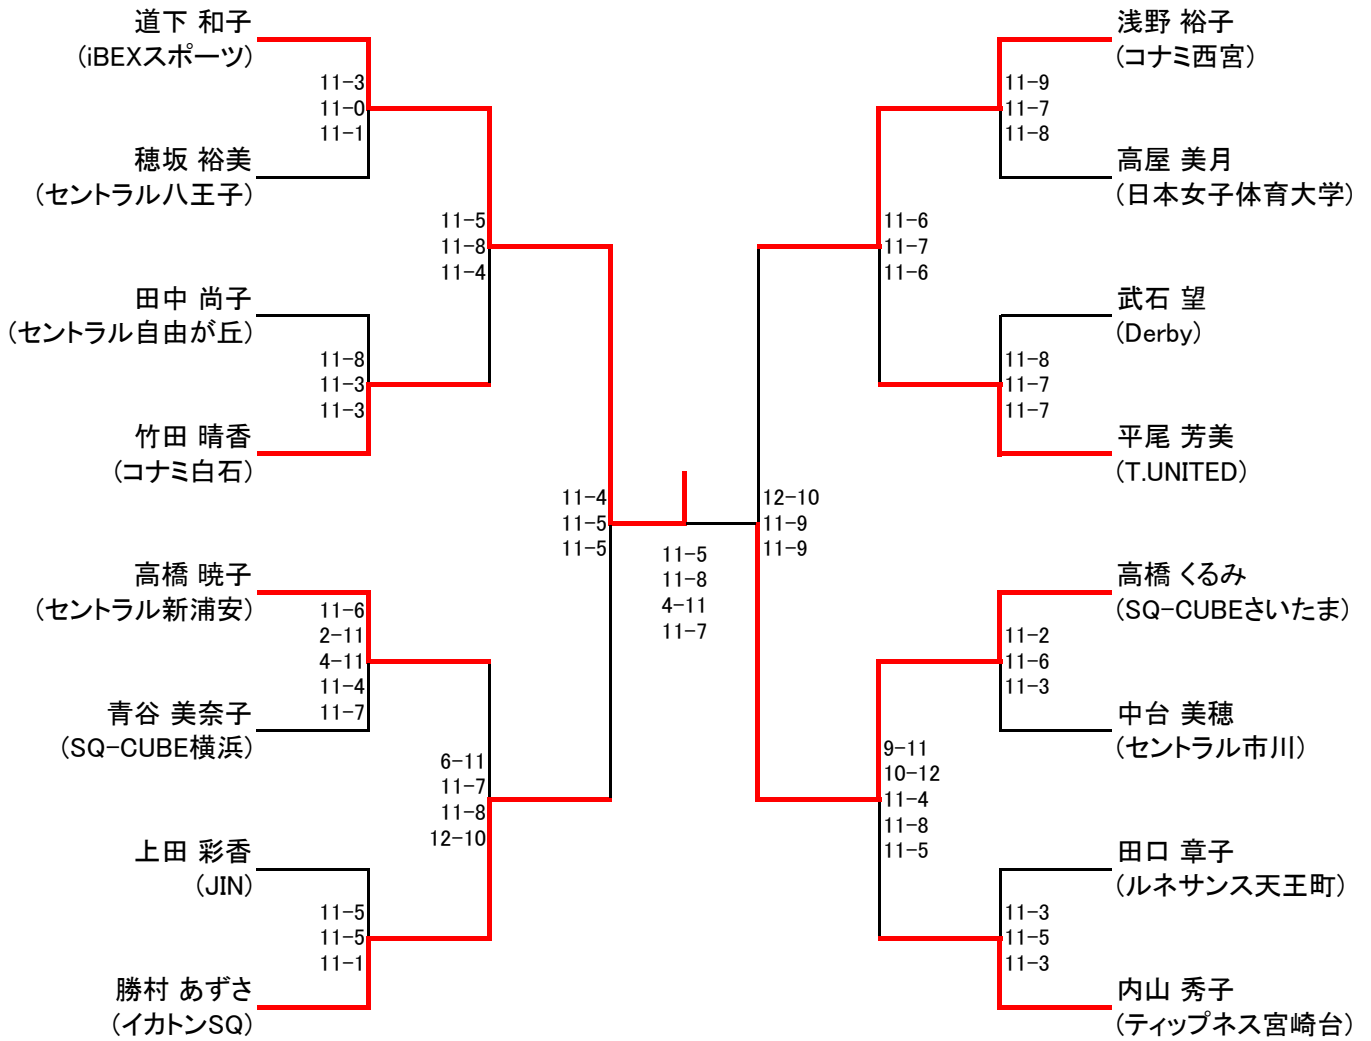 道下 和子
(iBEXスポーツ)
11-3
11-0
11-1
穂坂 裕美
(セントラル八王子)
11-5
11-8
11-4
田中 尚子
(セントラル自由が丘)
11-8
11-3
11-3
竹田 晴香
(コナミ白石)
11-4
11-5
11-5
高橋 暁子
(セントラル新浦安)
11-6
2-11
4-11
11-4
11-7
青谷 美奈子
(SQ-CUBE横浜)
6-11
11-7
11-8
12-10
上田 彩香
(JIN)
11-5
11-5
11-1
勝村 あずさ
(イカトンSQ)
11-5
11-8
4-11
11-7
浅野 裕子
(コナミ西宮)
11-9
11-7
11-8
高屋 美月
(日本女子体育大学)
11-6
11-7
11-6
武石 望
(Derby)
11-8
11-7
11-7
平尾 芳美
(T.UNITED)
12-10
11-9
11-9
高橋 くるみ
(SQ-CUBEさいたま)
11-2
11-6
11-3
中台 美穂
(セントラル市川)
9-11
10-12
11-4
11-8
11-5
田口 章子
(ルネサンス天王町)
11-3
11-5
11-3
内山 秀子
(ティップネス宮崎台)